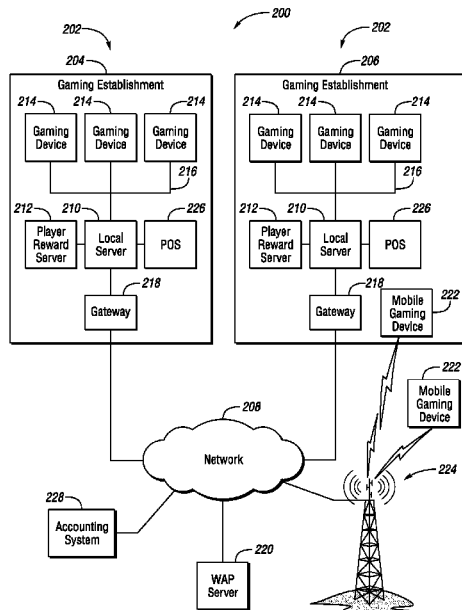 200
202
202
204
206
Gaming Establishment
Gaming Establishment
214
214
214
214
214
214
Gaming
Device
Gaming
Device
Gaming
Device
Gaming
Device
Gaming
Device
Gaming
Device
216
216
212
210
226
212
210
226
Player
Reward
Server
Local
Server
POS
Player
Reward
Server
Local
Server
POS
218
218
222
Gateway
Gateway
Mobile
Gaming
Device
222
Mobile
Gaming
Device
208
Network
224
228
Accounting
System
220
WAP
Server